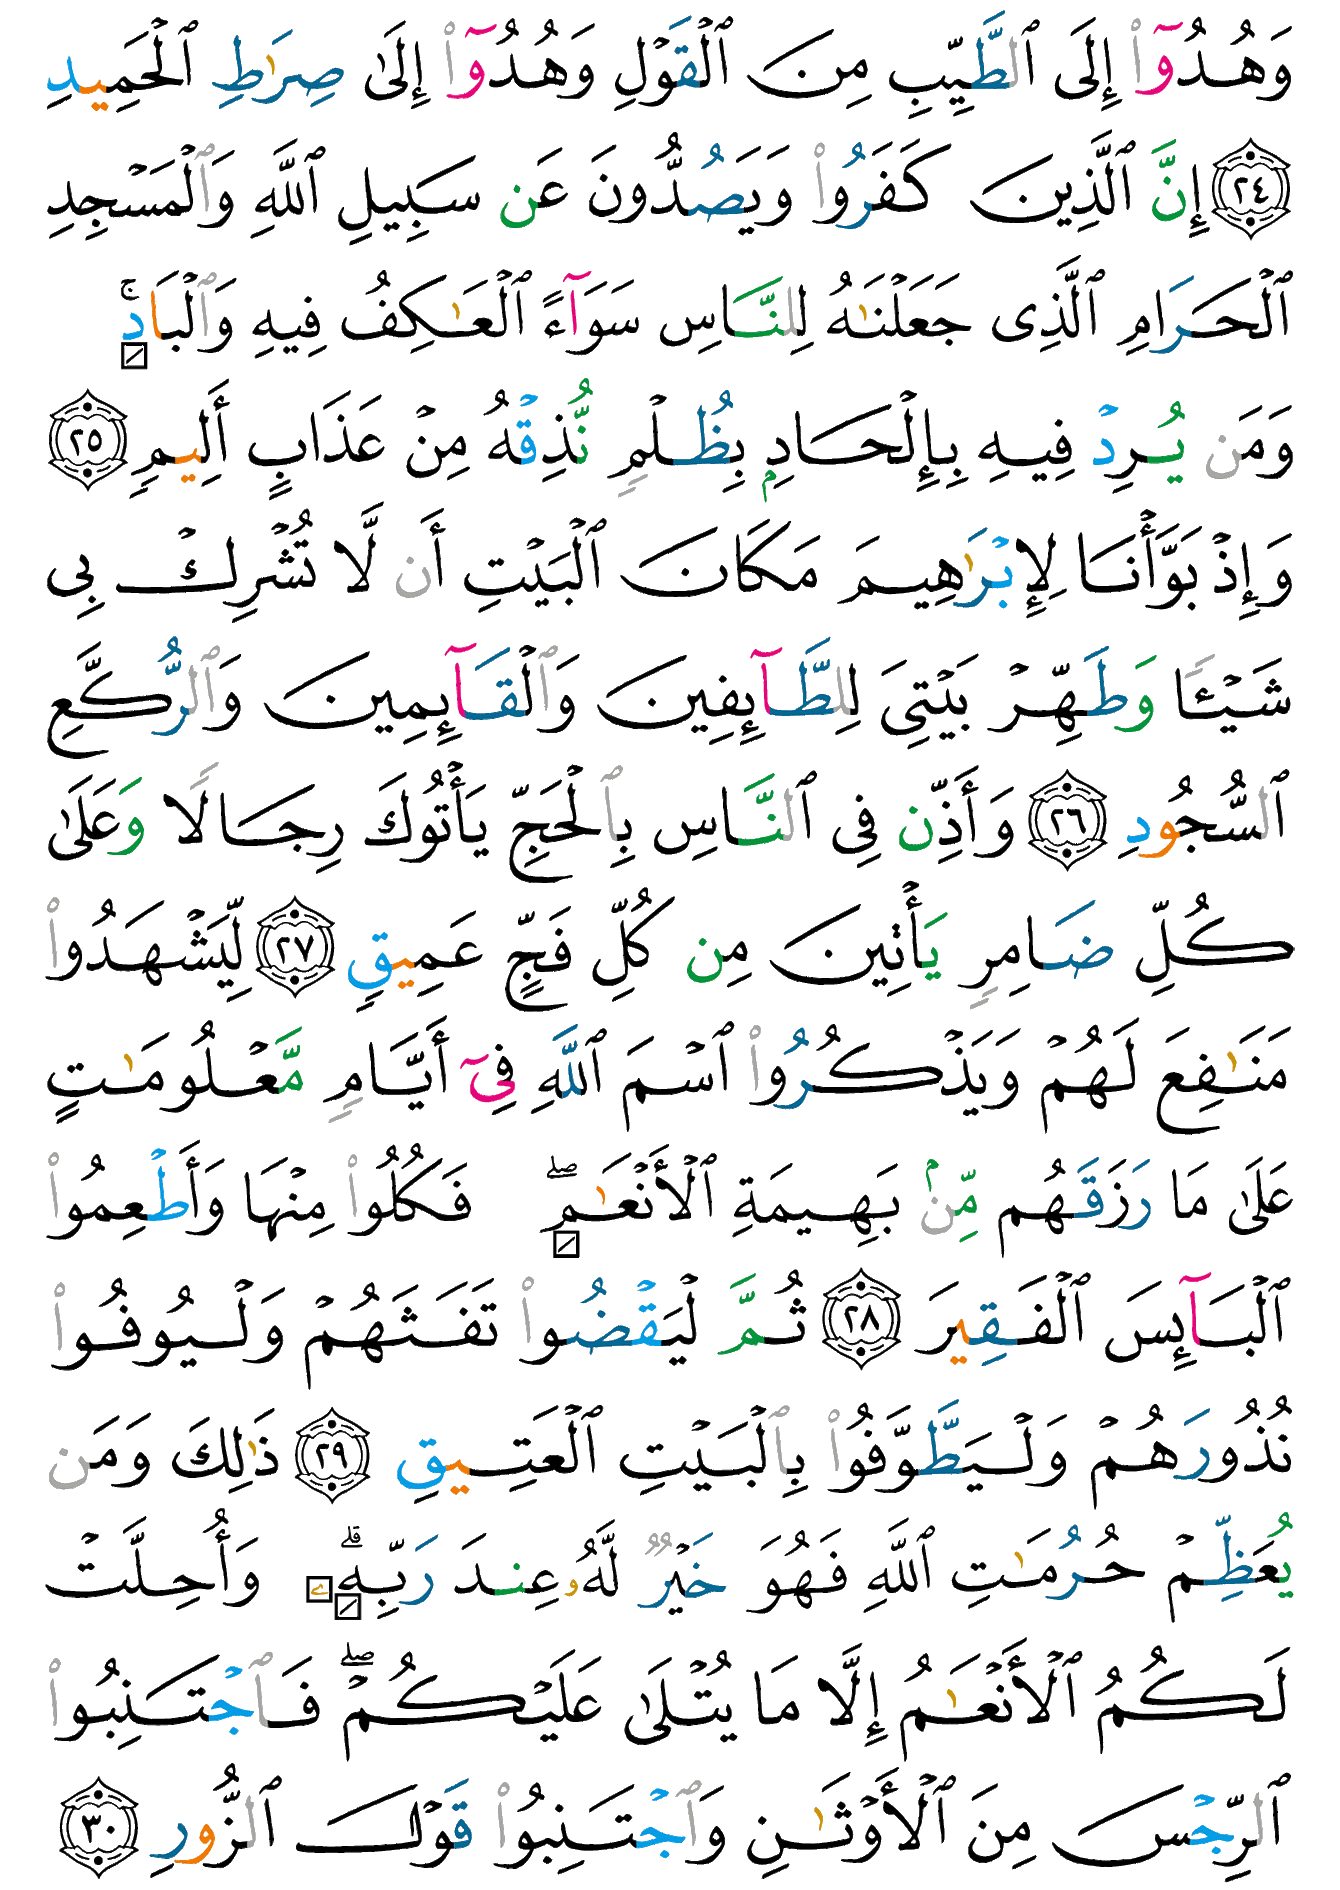 وَهُدُوٓا۟ إِلَى ٱلطَّيِّبِ مِنَ ٱلْقَوْلِ وَهُدُوٓا۟ إِلَىٰ صِرَٰطِ ٱلْحَمِيدِ
٢٤ إِنَّ ٱلَّذِينَ كَفَرُوا۟ وَيَصُدُّونَ عَن سَبِيلِ ٱللَّهِ وَٱلْمَسْجِدِ
ٱلْحَرَامِ ٱلَّذِى جَعَلْنَٰهُ لِلنَّاسِ سَوَآءً ٱلْعَٰكِفُ فِيهِ وَٱلْبَادِ ۚ
وَمَن يُرِدْ فِيهِ بِإِلْحَادٍۭ بِظُلْمٍ نُّذِقْهُ مِنْ عَذَابٍ أَلِيمٍ ٢٥
وَإِذْ بَوَّأْنَا لِإِبْرَٰهِيمَ مَكَانَ ٱلْبَيْتِ أَن لَّا تُشْرِكْ بِى
شَيْـًٔا وَطَهِّرْ بَيْتِىَ لِلطَّآئِفِينَ وَٱلْقَآئِمِينَ وَٱلرُّكَّعِ
ٱلسُّجُودِ ٢٦ وَأَذِّن فِى ٱلنَّاسِ بِٱلْحَجِّ يَأْتُوكَ رِجَالًا وَعَلَىٰ
كُلِّ ضَامِرٍ يَأْتِينَ مِن كُلِّ فَجٍّ عَمِيقٍ ٢٧ لِّيَشْهَدُوا۟
مَنَٰفِعَ لَهُمْ وَيَذْكُرُوا۟ ٱسْمَ ٱللَّهِ فِىٓ أَيَّامٍ مَّعْلُومَٰتٍ
عَلَىٰ مَا رَزَقَهُم مِّنۢ بَهِيمَةِ ٱلْأَنْعَٰمِ ۖ فَكُلُوا۟ مِنْهَا وَأَطْعِمُوا۟
ٱلْبَآئِسَ ٱلْفَقِيرَ ٢٨ ثُمَّ لْيَقْضُوا۟ تَفَثَهُمْ وَلْيُوفُوا۟
نُذُورَهُمْ وَلْيَطَّوَّفُوا۟ بِٱلْبَيْتِ ٱلْعَتِيقِ ٢٩ ذَٰلِكَ وَمَن
يُعَظِّمْ حُرُمَٰتِ ٱللَّهِ فَهُوَ خَيْرٌ لَّهُۥ عِندَ رَبِّهِۦ ۗ وَأُحِلَّتْ
لَكُمُ ٱلْأَنْعَٰمُ إِلَّا مَا يُتْلَىٰ عَلَيْكُمْ ۖ فَٱجْتَنِبُوا۟
ٱلرِّجْسَ مِنَ ٱلْأَوْثَٰنِ وَٱجْتَنِبُوا۟ قَوْلَ ٱلزُّورِ ٣٠